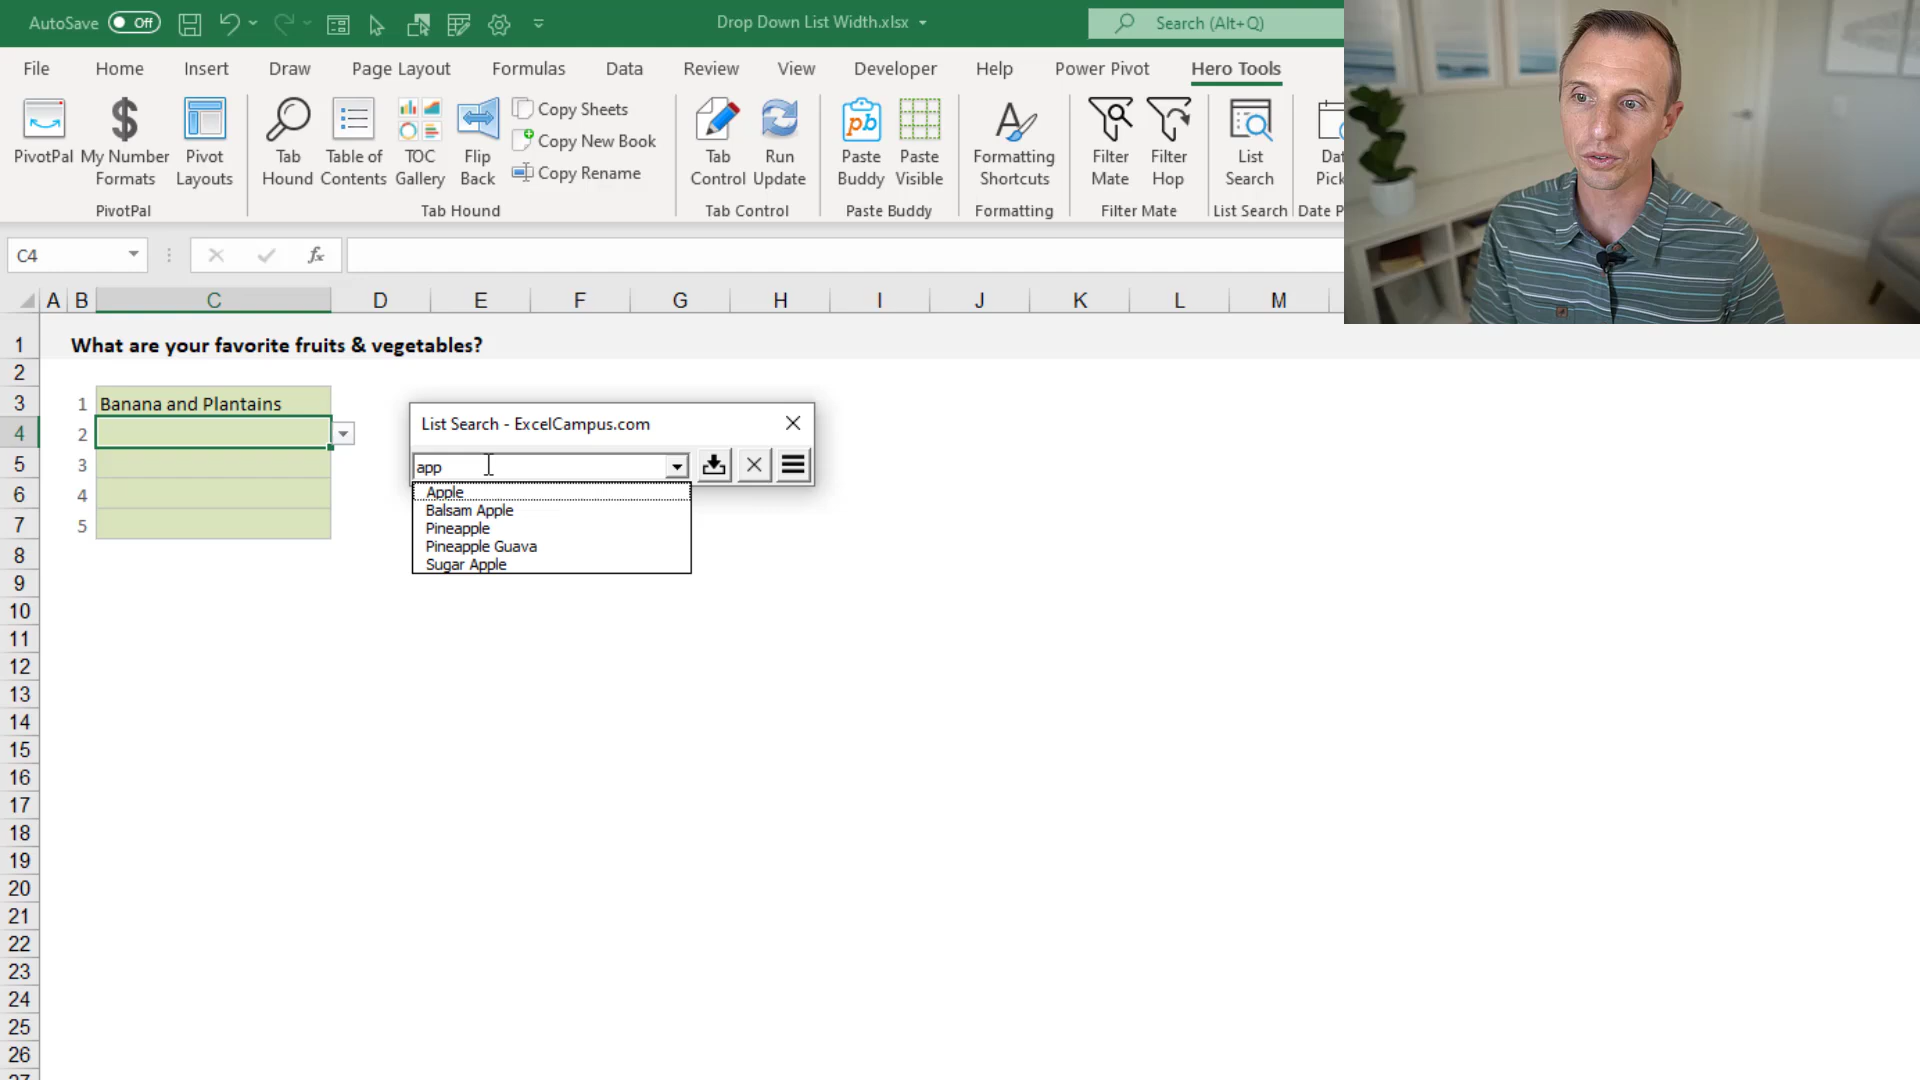 AutoSave Off Drop Down List Width.xlsx Search (Alt+Q)
File Home Insert Draw Page Layout Formulas Data Review View Developer Help Power Pivot Hero Tools
PivotPal
My Number
Formats
Pivot
Layouts
PivotPal
Tab
Hound
Table of
Contents
TOC
Gallery
Flip
Back
Copy Sheets
Copy New Book
Copy Rename
Tab Hound
Tab
Control
Run
Update
Tab Control
pb
Paste
Buddy
Paste
Visible
Paste Buddy
Formatting
Shortcuts
Formatting
Filter
Mate
Filter
Hop
Filter Mate
List
Search
List Search
Dat
Pick
Date P
C4 fx
A B C D E F G H I J K L M
1 What are your favorite fruits & vegetables?
2
3 1 Banana and Plantains
4 2
5 3
6 4
7 5
List Search - ExcelCampus.com
app
Apple
Balsam Apple
Pineapple
Pineapple Guava
Sugar Apple
8
9
10
11
12
13
14
15
16
17
18
19
20
21
22
23
24
25
26